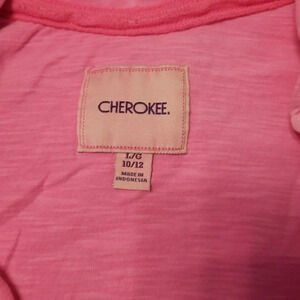 CHEROKEE.
L/G
10/12
MADE IN
INDONESIA